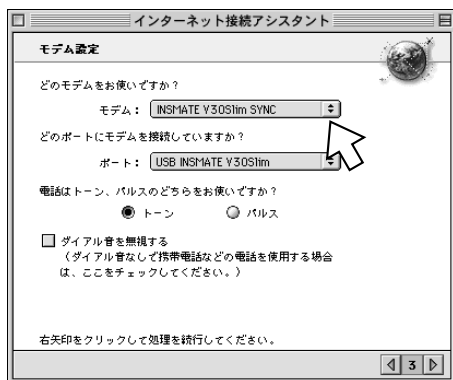 インターネット接続アシスタント
モデム設定
どのモデムをお使いですか?
モデム: INSMATE V30Slim SYNC
どのポートにモデムを接続していますか?
ポート: USB INSMATE V30Slim
電話はトーン、パルスのどちらをお使いですか?
トーン パルス
ダイアル音を無視する
(ダイアル音なしで携帯電話などの電話を使用する場合
は、ここをチェックしてください。)
右矢印をクリックして処理を続行してください。
3